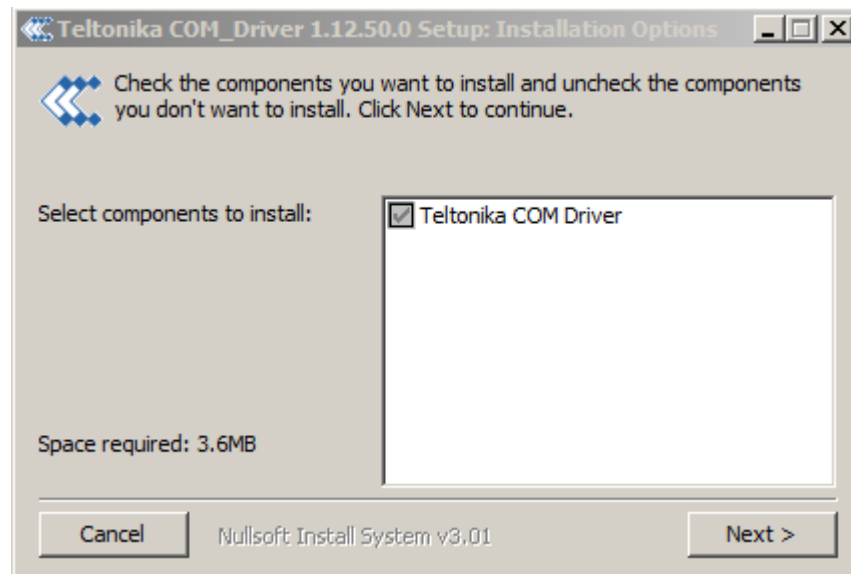 Teltonika COM_Driver 1.12.50.0 Setup: Installation Options
Check the components you want to install and uncheck the components
you don't want to install. Click Next to continue.
Select components to install:
Teltonika COM Driver
Space required: 3.6MB
Cancel
Nullsoft Install System v3.01
Next >